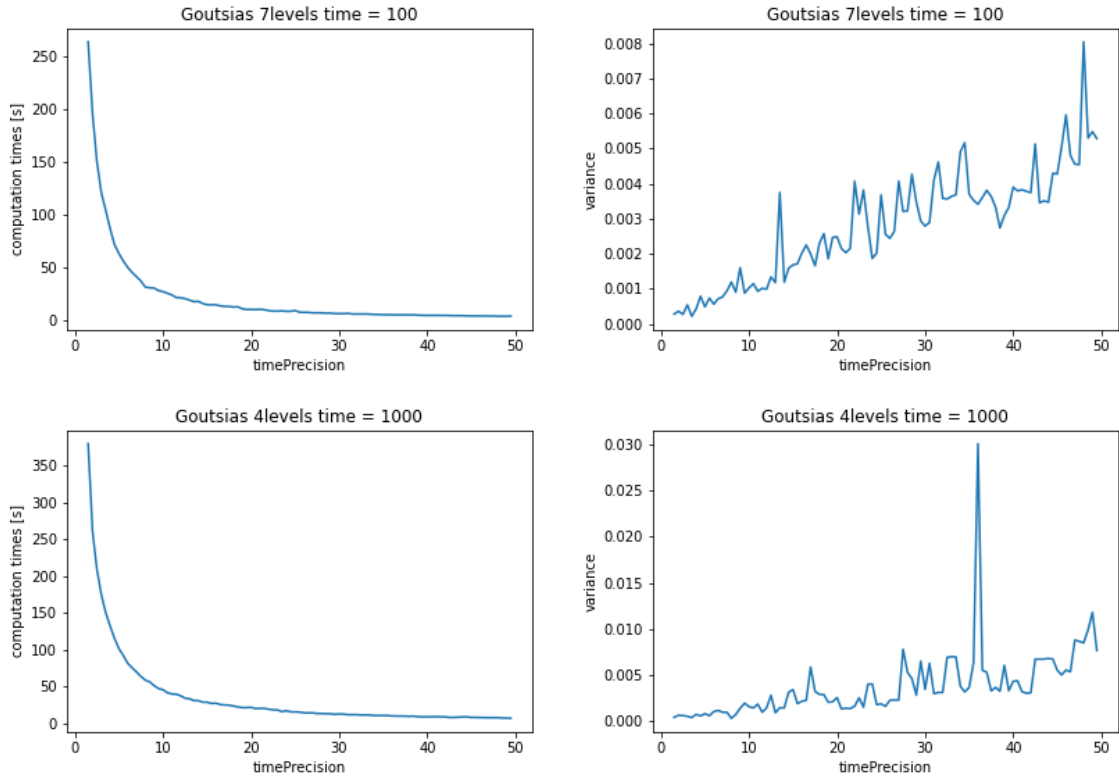 Goutsias 7levels time = 100
computation times [s]
250
200
150
100
50
0
0 10 20 30 40 50
timePrecision
Goutsias 7levels time = 100
variance
0.008
0.007
0.006
0.005
0.004
0.003
0.002
0.001
0.000
0 10 20 30 40 50
timePrecision
Goutsias 4levels time = 1000
computation times [s]
350
300
250
200
150
100
50
0
0 10 20 30 40 50
timePrecision
Goutsias 4levels time = 1000
variance
0.030
0.025
0.020
0.015
0.010
0.005
0.000
0 10 20 30 40 50
timePrecision